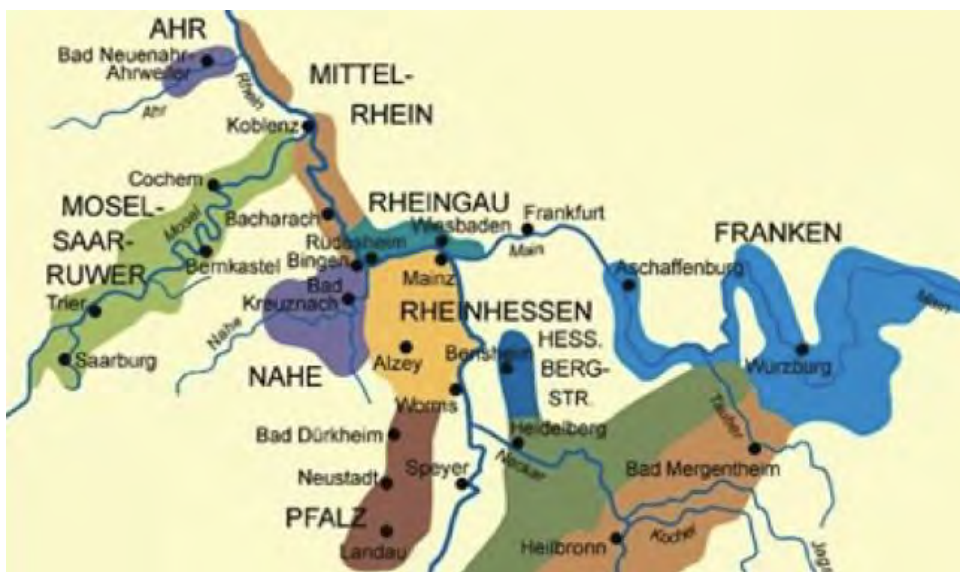 AHR
Bad Neuenahr-
Ahrweiler
Ahr
Rhein
MITTEL-
RHEIN
Koblenz
Cochem
MOSEL-
SAAR-
RUWER
Mosel
Bernkastel
Trier
Saarburg
Bacharach
RHEINGAU
Wiesbaden
Rüdesheim
Bingen
Mainz
Frankfurt
Main
FRANKEN
Aschaffenburg
Main
Würzburg
Bad
Kreuznach
Nahe
NAHE
RHEINHESSEN
Alzey
Worms
Bensheim
HESS.
BERG-
STR.
Heidelberg
Neckar
Bad Dürkheim
Neustadt
Speyer
PFALZ
Landau
Tauber
Bad Mergentheim
Heilbronn
Kocher